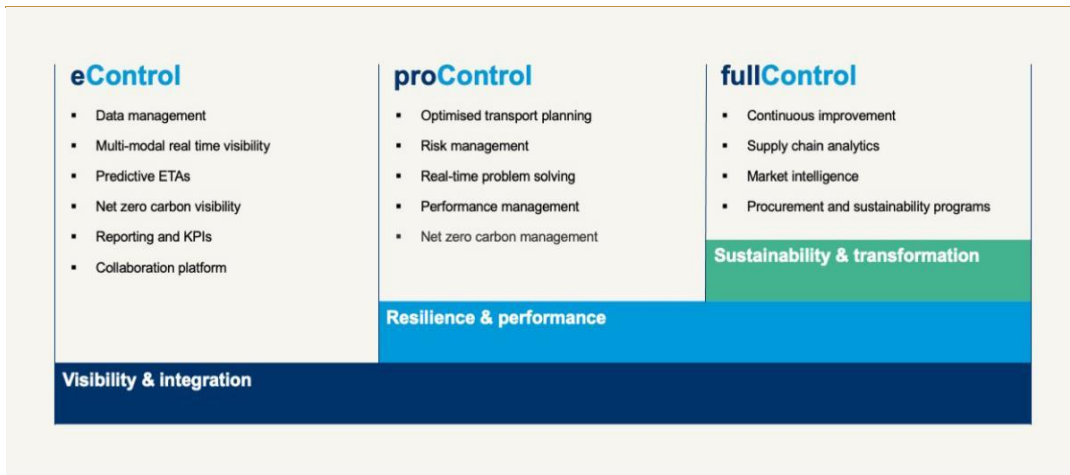 eControl
▪ Data management
▪ Multi-modal real time visibility
▪ Predictive ETAs
▪ Net zero carbon visibility
▪ Reporting and KPIs
▪ Collaboration platform
proControl
▪ Optimised transport planning
▪ Risk management
▪ Real-time problem solving
▪ Performance management
▪ Net zero carbon management
fullControl
▪ Continuous improvement
▪ Supply chain analytics
▪ Market intelligence
▪ Procurement and sustainability programs
Sustainability & transformation
Resilience & performance
Visibility & integration